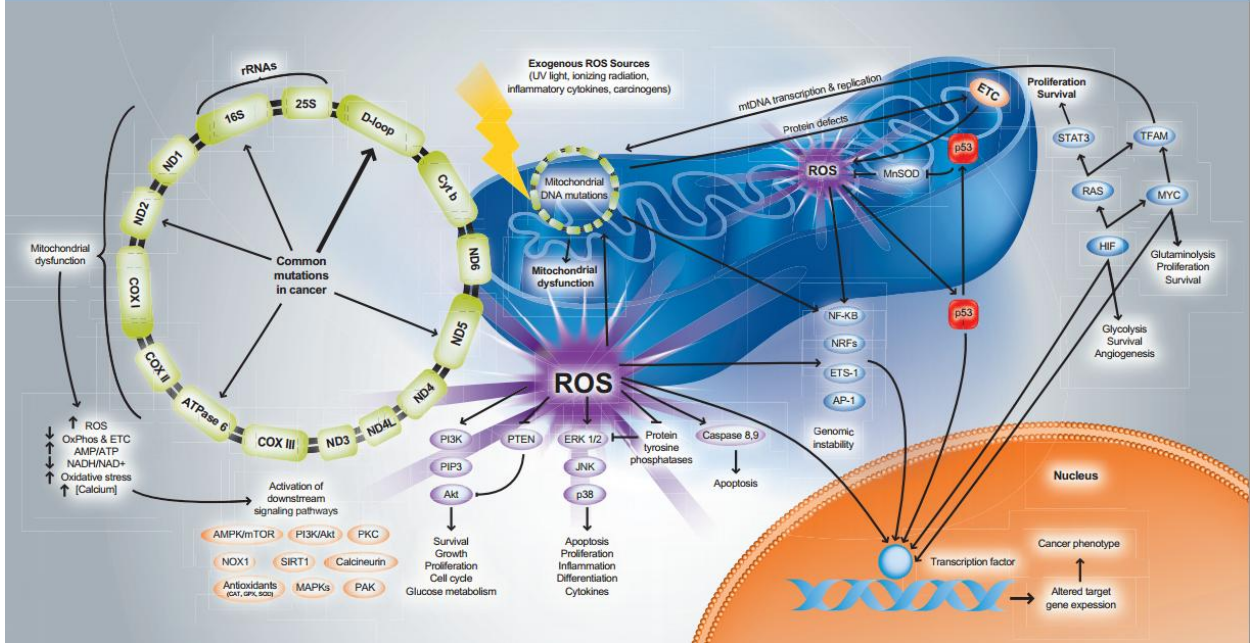 rRNAs
16S
25S
D-loop
Cyt b
ND6
ND5
ND4
ND4L
ND3
COX III
ATPase 6
COX II
COX I
ND2
ND1
Common
mutations
in cancer
Mitochondrial
dysfunction
ROS
OxPhos & ETC
AMP/ATP
NADH/NAD+
Oxidative stress
[Calcium]
Activation of
downstream
signaling pathways
AMPK/mTOR
PI3K/Akt
PKC
NOX1
SIRT1
Calcineurin
Antioxidants
(CAT, GPX, SOD)
MAPKs
PAK
Exogenous ROS Sources
(UV light, ionizing radiation,
inflammatory cytokines, carcinogens)
Mitochondrial
DNA mutations
Mitochondrial
dysfunction
mtDNA transcription & replication
Protein defects
ETC
ROS
MnSOD
p53
p53
ROS
PI3K
PIP3
Akt
Survival
Growth
Proliferation
Cell cycle
Glucose metabolism
PTEN
ERK 1/2
JNK
p38
Apoptosis
Proliferation
Inflammation
Differentiation
Cytokines
Protein
tyrosine
phosphatases
Caspase 8,9
Apoptosis
NF-KB
NRFs
ETS-1
AP-1
Genomic
instability
Proliferation
Survival
STAT3
TFAM
RAS
MYC
HIF
Glutaminolysis
Proliferation
Survival
Glycolysis
Survival
Angiogenesis
Nucleus
Transcription factor
Cancer phenotype
Altered target
gene expession